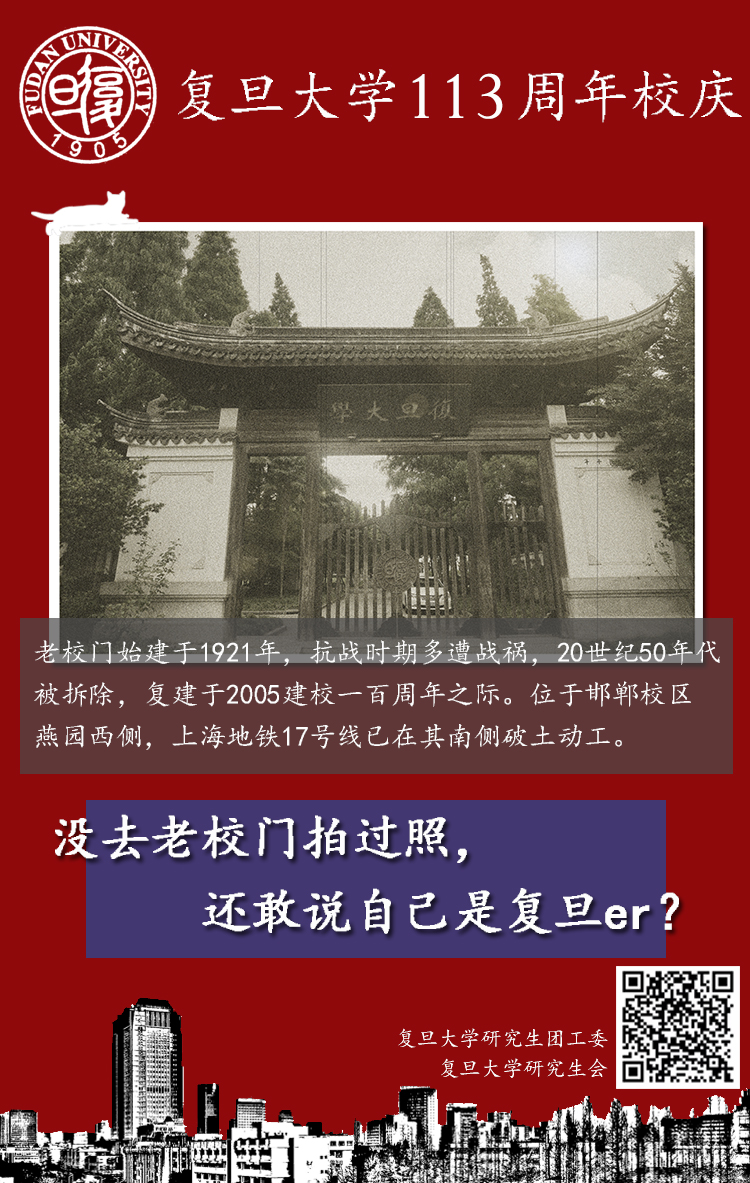 FUDAN UNIVERSITY
復旦
1905
复旦大学113周年校庆
學大旦復
老校门始建于1921年，抗战时期多遭战祸，20世纪50年代
被拆除，复建于2005建校一百周年之际。位于邯郸校区
燕园西侧，上海地铁17号线已在其南侧破土动工。
没去老校门拍过照，
还敢说自己是复旦er？
复旦大学研究生团工委
复旦大学研究生会